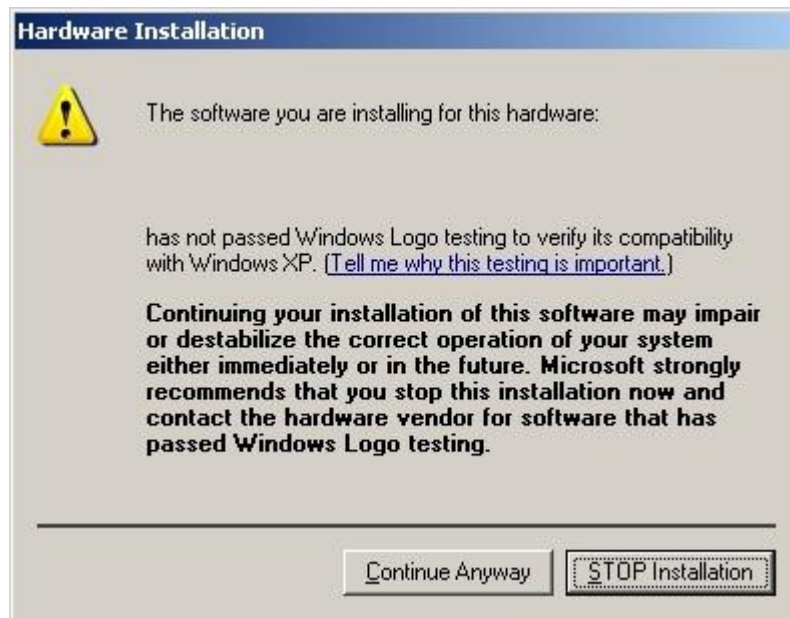 Hardware Installation
The software you are installing for this hardware:
has not passed Windows Logo testing to verify its compatibility
with Windows XP. (Tell me why this testing is important.)
Continuing your installation of this software may impair
or destabilize the correct operation of your system
either immediately or in the future. Microsoft strongly
recommends that you stop this installation now and
contact the hardware vendor for software that has
passed Windows Logo testing.
Continue Anyway
STOP Installation